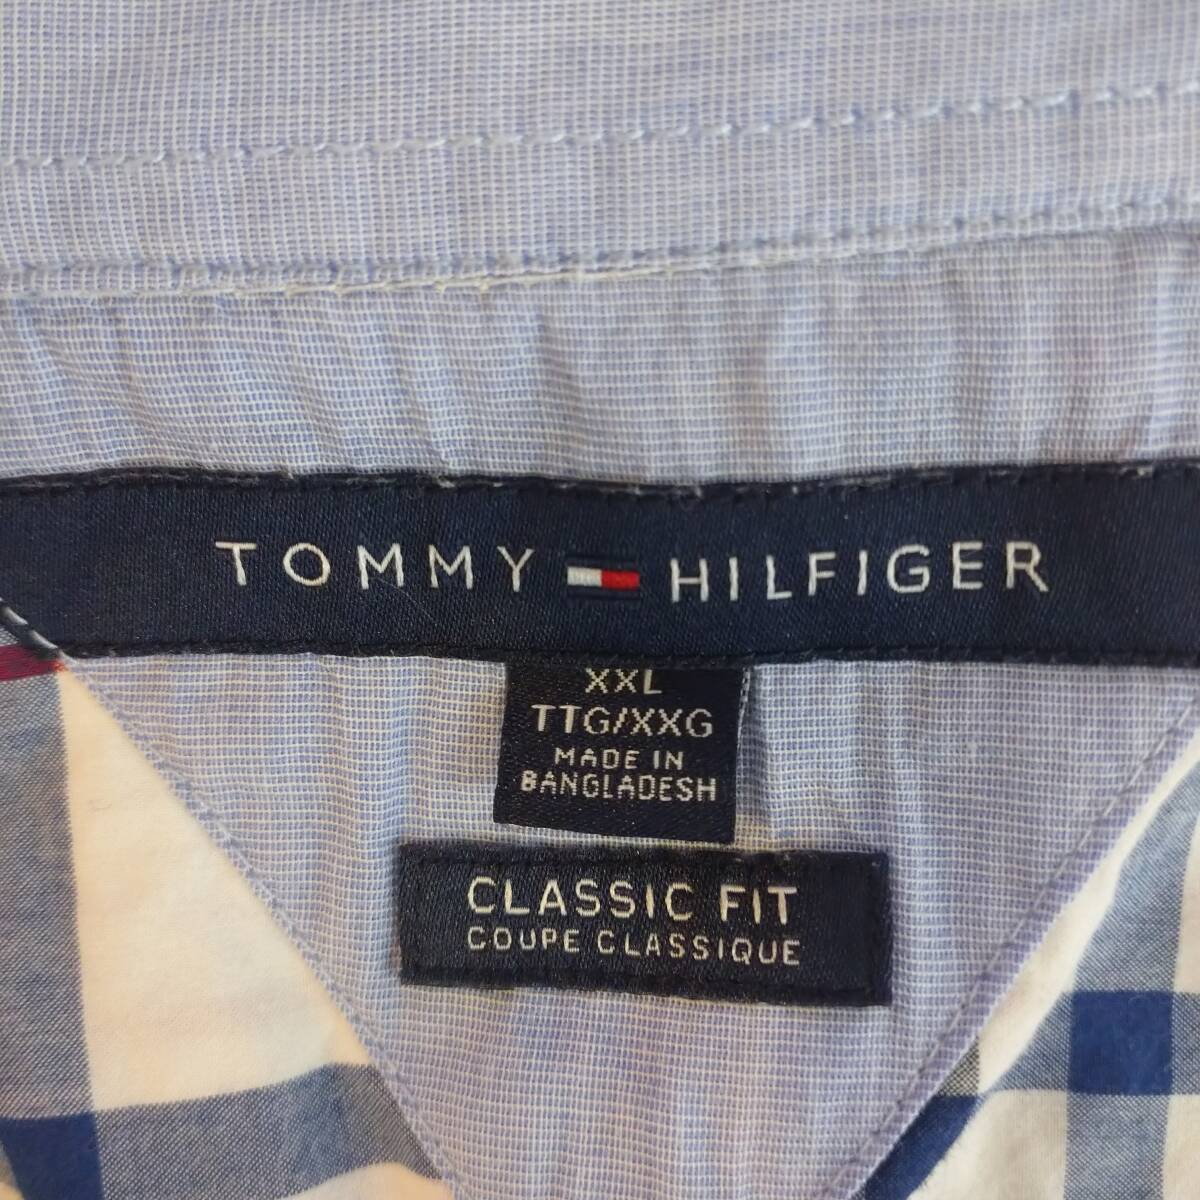 TOMMY HILFIGER
XXL
TTG/XXG
MADE IN
BANGLADESH
CLASSIC FIT
COUPE CLASSIQUE